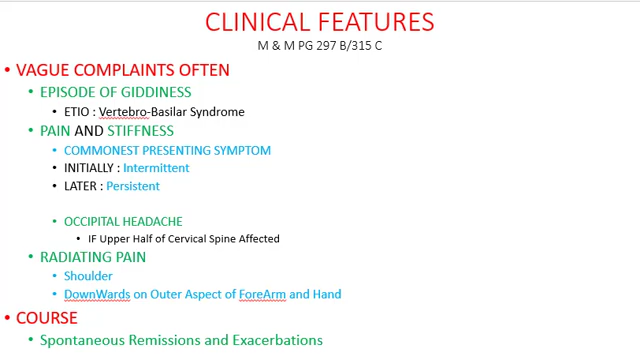 CLINICAL FEATURES
M & M PG 297 B/315 C
• VAGUE COMPLAINTS OFTEN
• EPISODE OF GIDDINESS
• ETIO : Vertebro-Basilar Syndrome
• PAIN AND STIFFNESS
• COMMONEST PRESENTING SYMPTOM
• INITIALLY : Intermittent
• LATER : Persistent
• OCCIPITAL HEADACHE
• IF Upper Half of Cervical Spine Affected
• RADIATING PAIN
• Shoulder
• DownWards on Outer Aspect of ForeArm and Hand
• COURSE
• Spontaneous Remissions and Exacerbations